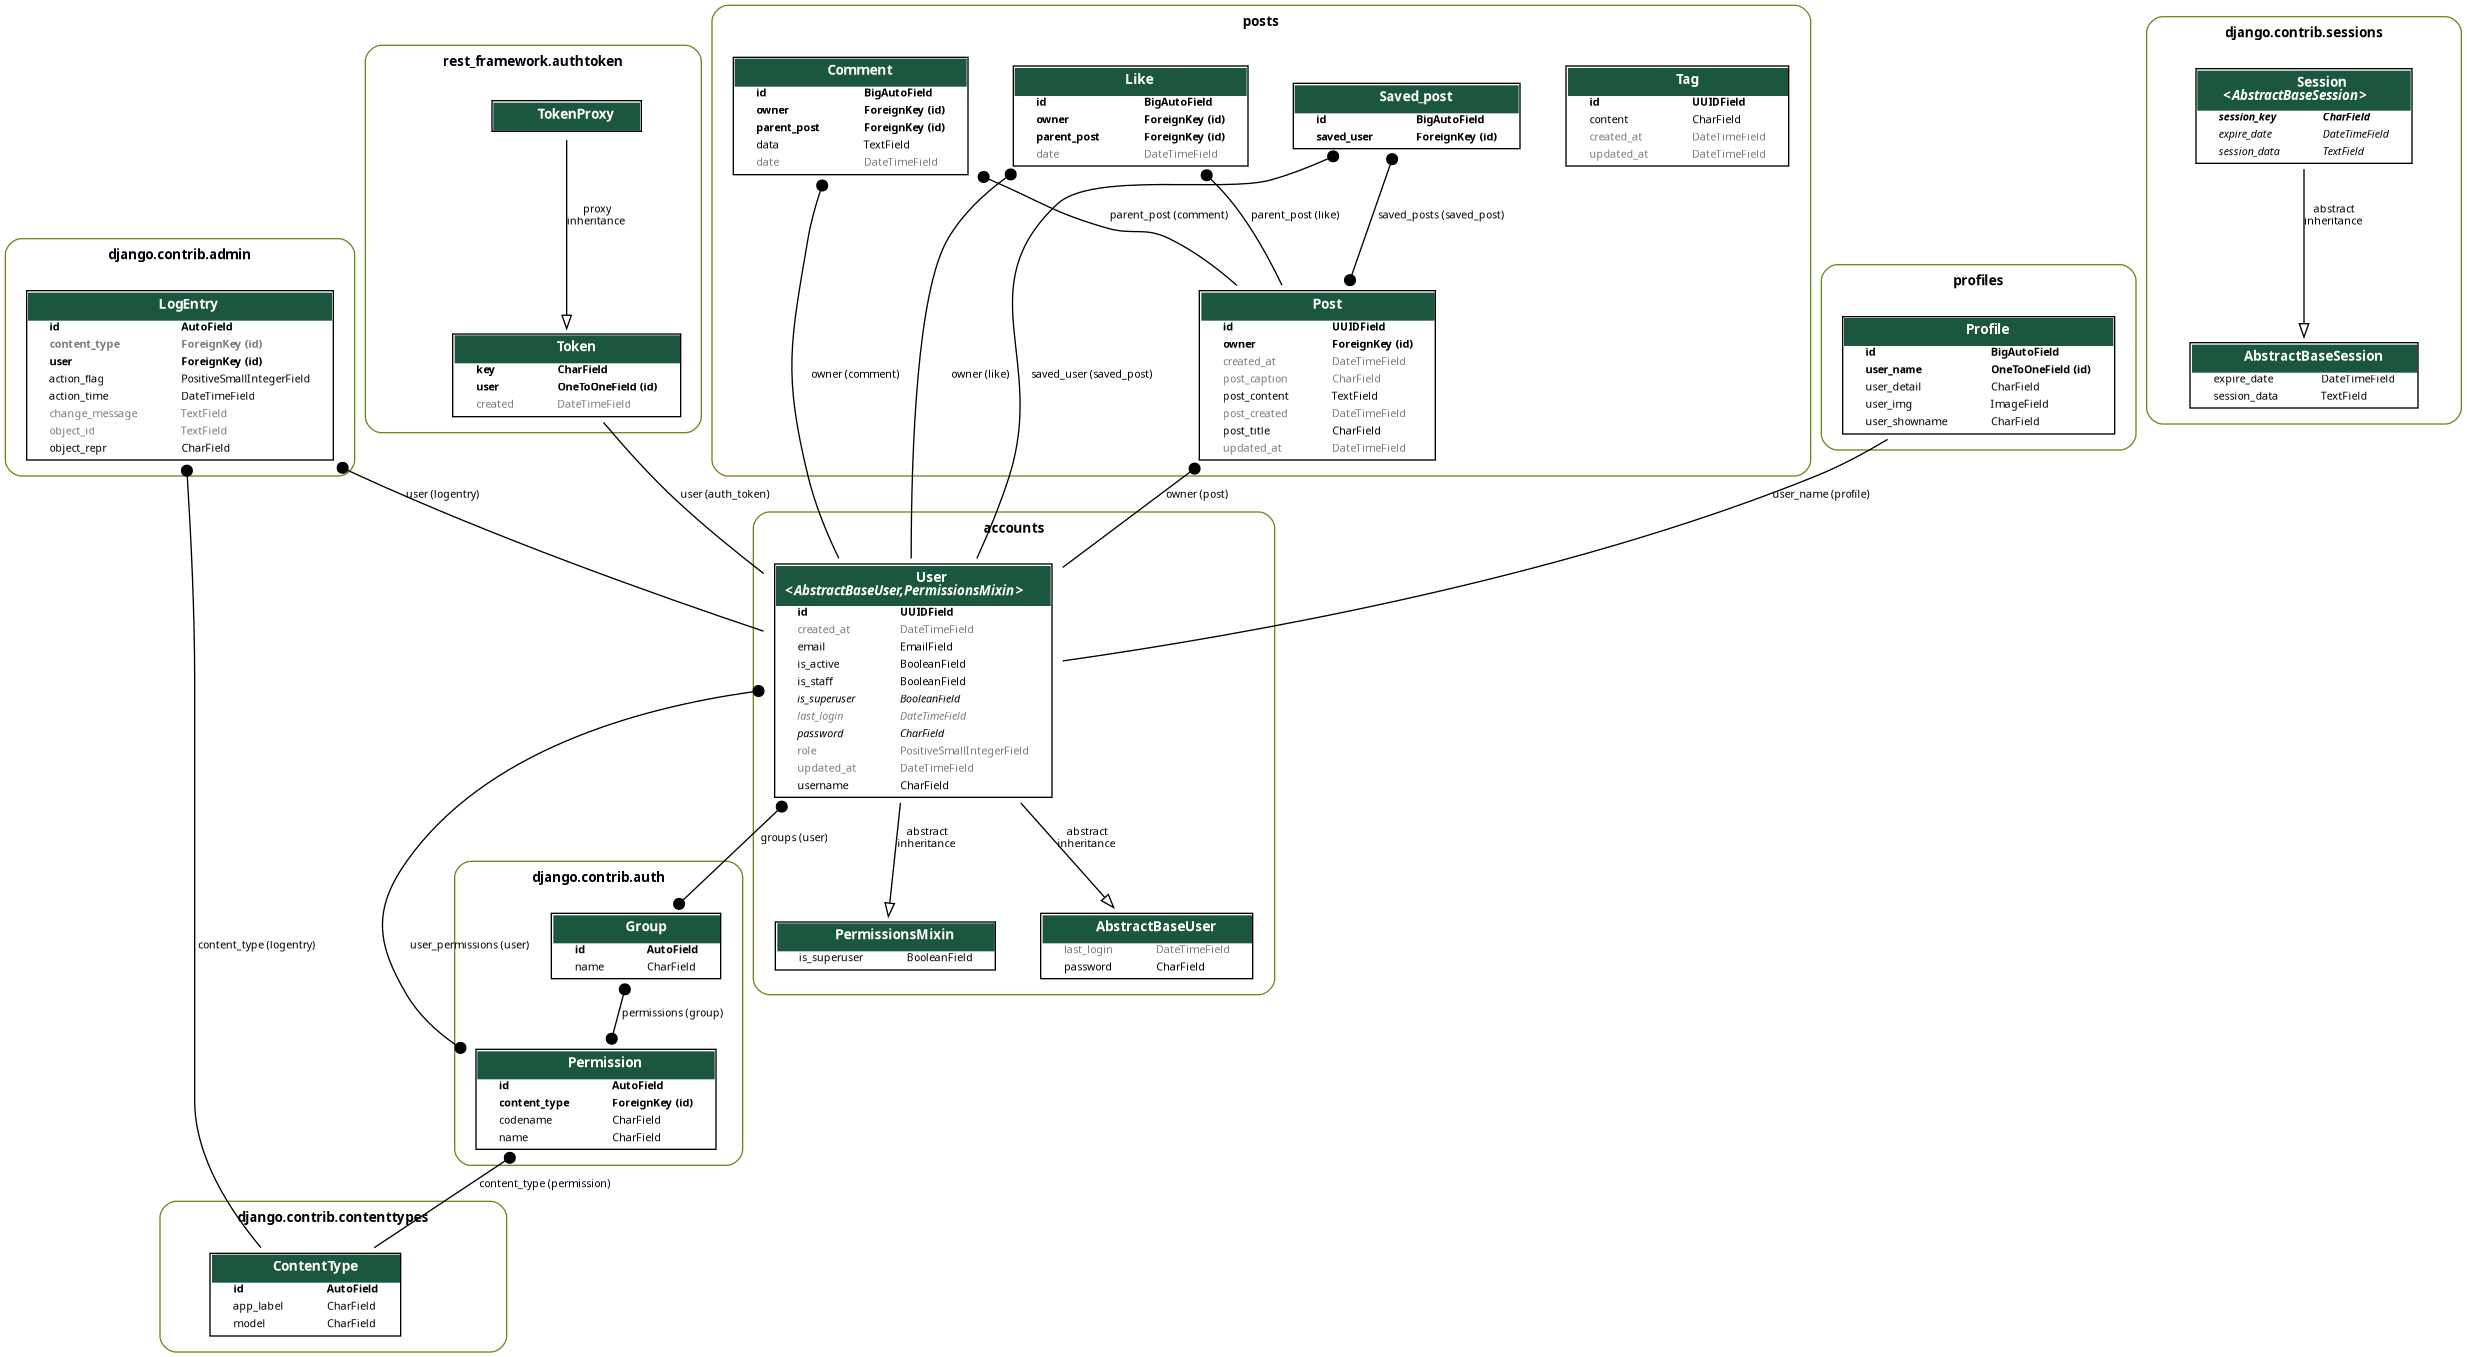 posts
Comment
id BigAutoField
owner ForeignKey (id)
parent_post ForeignKey (id)
data TextField
date DateTimeField
Like
id BigAutoField
owner ForeignKey (id)
parent_post ForeignKey (id)
date DateTimeField
Saved_post
id BigAutoField
saved_user ForeignKey (id)
Tag
id UUIDField
content CharField
created_at DateTimeField
updated_at DateTimeField
parent_post (comment)
parent_post (like)
saved_posts (saved_post)
Post
id UUIDField
owner ForeignKey (id)
created_at DateTimeField
post_caption CharField
post_content TextField
post_created DateTimeField
post_title CharField
updated_at DateTimeField
owner (comment)
owner (like)
saved_user (saved_post)
django.contrib.sessions
Session
<AbstractBaseSession>
session_key CharField
expire_date DateTimeField
session_data TextField
abstract
inheritance
AbstractBaseSession
expire_date DateTimeField
session_data TextField
rest_framework.authtoken
TokenProxy
proxy
inheritance
Token
key CharField
user OneToOneField (id)
created DateTimeField
django.contrib.admin
LogEntry
id AutoField
content_type ForeignKey (id)
user ForeignKey (id)
action_flag PositiveSmallIntegerField
action_time DateTimeField
change_message TextField
object_id TextField
object_repr CharField
profiles
Profile
id BigAutoField
user_name OneToOneField (id)
user_detail CharField
user_img ImageField
user_showname CharField
user (logentry)
user (auth_token)
owner (post)
user_name (profile)
accounts
User
<AbstractBaseUser,PermissionsMixin>
id UUIDField
created_at DateTimeField
email EmailField
is_active BooleanField
is_staff BooleanField
is_superuser BooleanField
last_login DateTimeField
password CharField
role PositiveSmallIntegerField
updated_at DateTimeField
username CharField
groups (user)
abstract
inheritance
abstract
inheritance
PermissionsMixin
is_superuser BooleanField
AbstractBaseUser
last_login DateTimeField
password CharField
django.contrib.auth
Group
id AutoField
name CharField
content_type (logentry)
user_permissions (user)
permissions (group)
Permission
id AutoField
content_type ForeignKey (id)
codename CharField
name CharField
content_type (permission)
django.contrib.contenttypes
ContentType
id AutoField
app_label CharField
model CharField